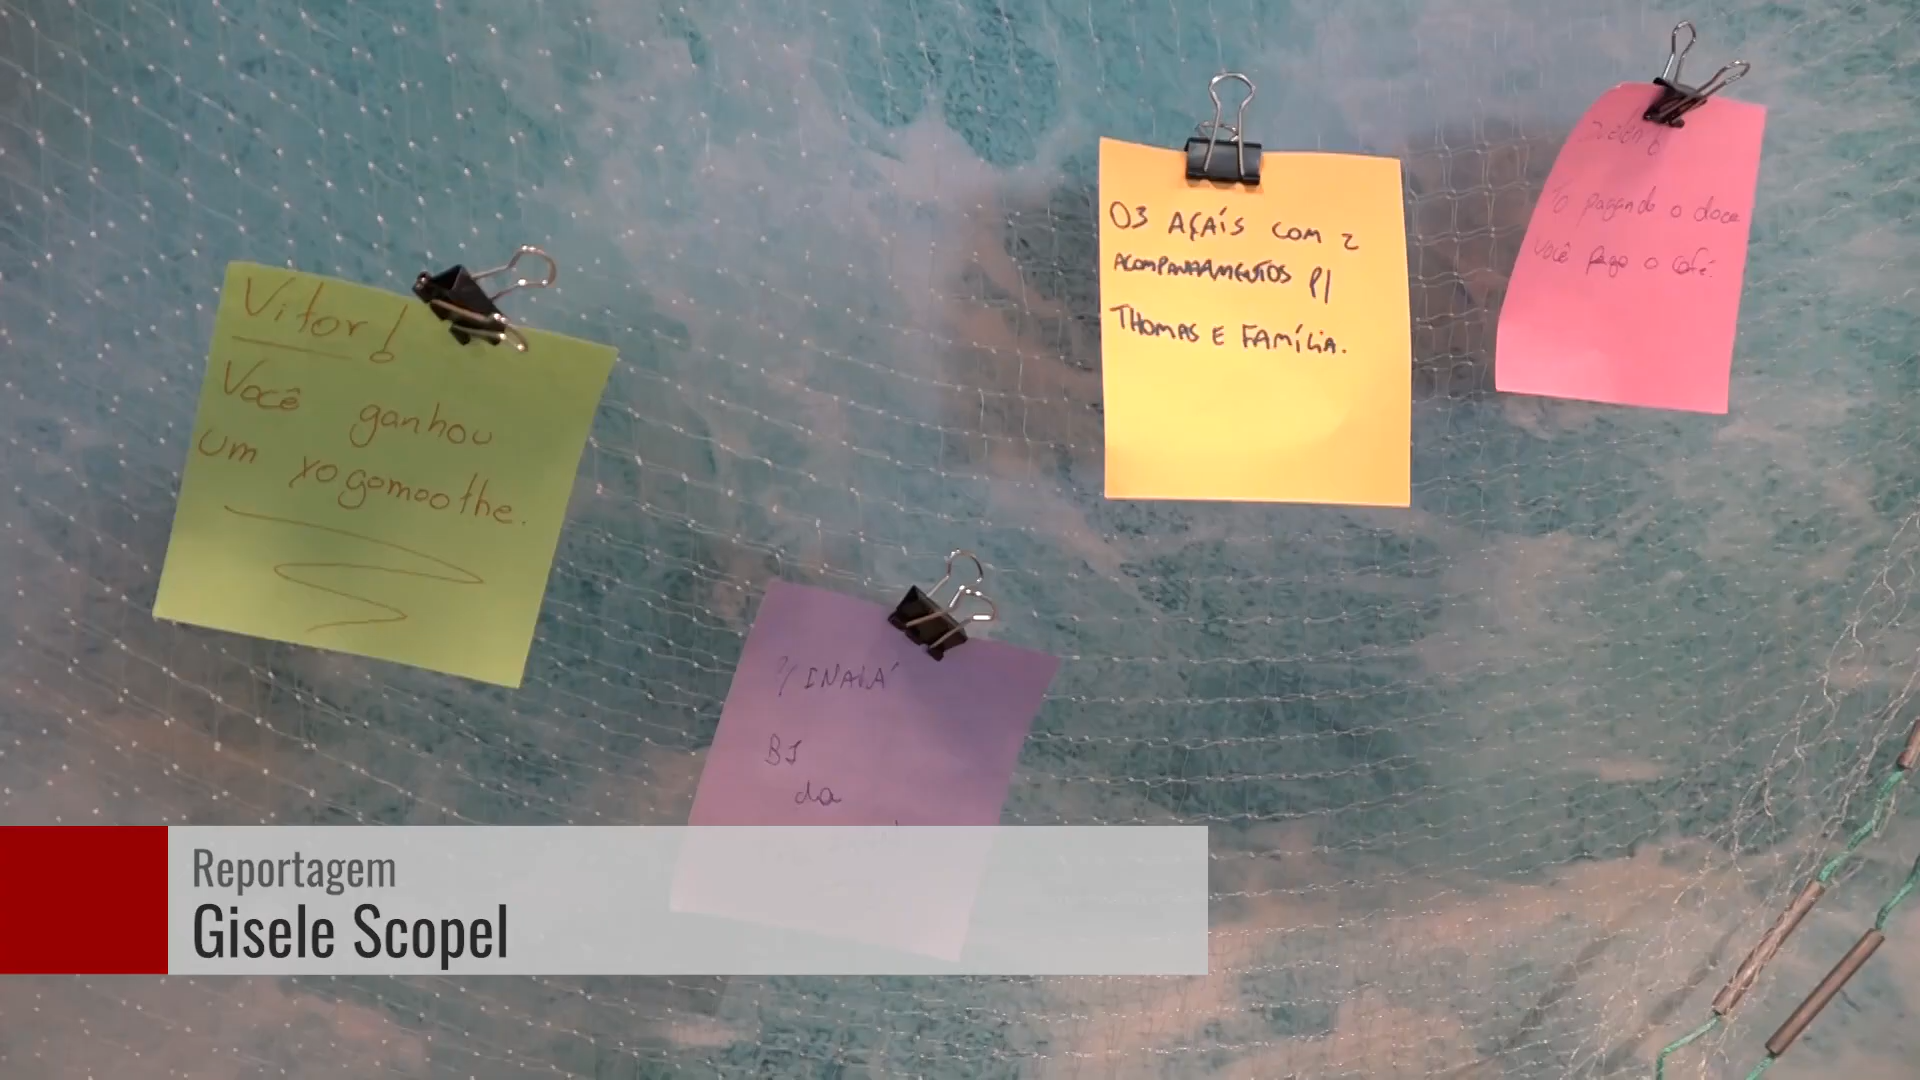 Vitor!
Você ganhou
um yogomoothe.
03 AÇAÍS COM 2
ACOMPANHAMENTOS P/
THOMAS E FAMÍLIA.
Tô pagando o doce
você paga o café.
P/ INAIÁ
BJ
da
Reportagem
Gisele Scopel